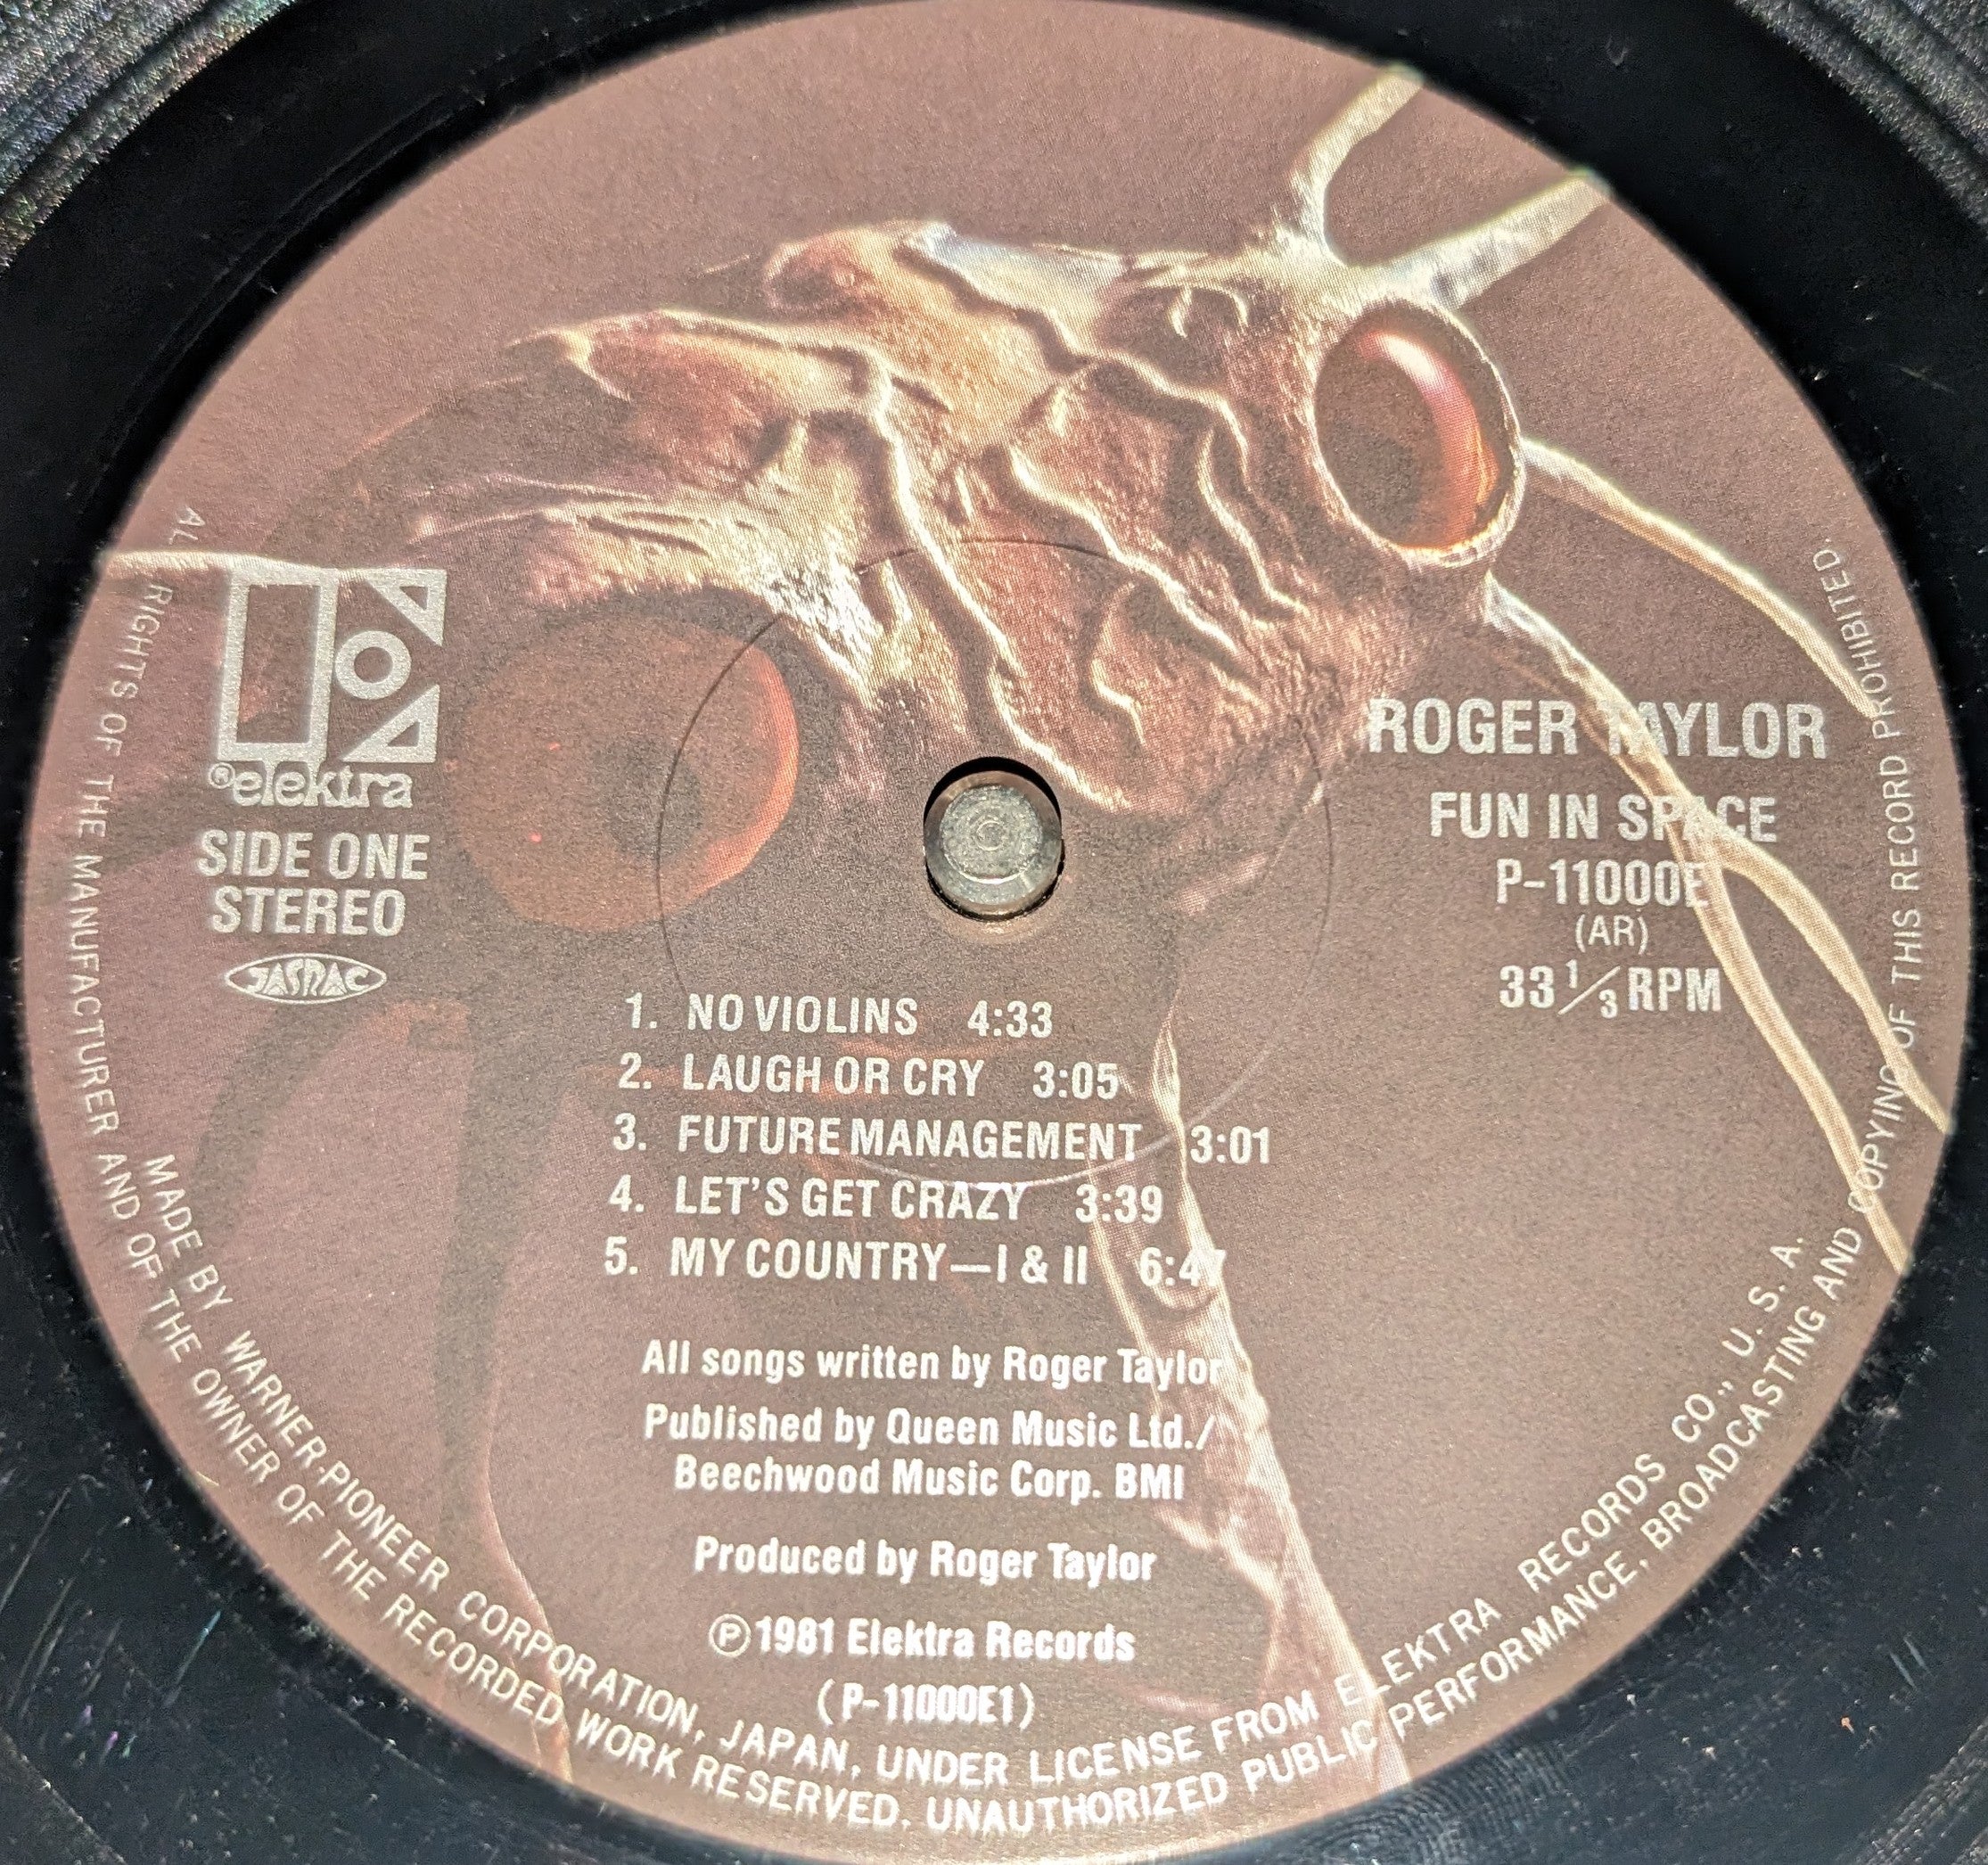 ® elektra
SIDE ONE
STEREO
JASRAC
ROGER TAYLOR
FUN IN SPACE
P-11000E
(AR)
33 1/3 RPM
1. NO VIOLINS 4:33
2. LAUGH OR CRY 3:05
3. FUTURE MANAGEMENT 3:01
4. LET'S GET CRAZY 3:39
5. MY COUNTRY—I & II 6:47
All songs written by Roger Taylor
Published by Queen Music Ltd./
Beechwood Music Corp. BMI
Produced by Roger Taylor
℗ 1981 Elektra Records
(P-11000E1)
MADE BY WARNER-PIONEER CORPORATION, JAPAN, UNDER LICENSE FROM ELEKTRA RECORDS CO., U. S. A.
ALL RIGHTS OF THE MANUFACTURER AND OF THE OWNER OF THE RECORDED WORK RESERVED. UNAUTHORIZED PUBLIC PERFORMANCE, BROADCASTING AND COPYING OF THIS RECORD PROHIBITED.